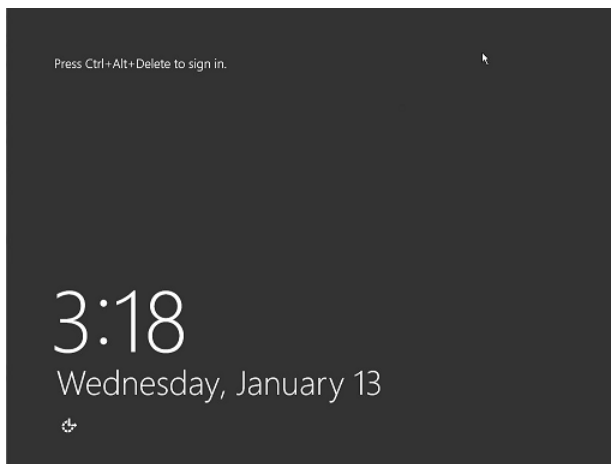 Press Ctrl+Alt+Delete to sign in.
3:18
Wednesday, January 13